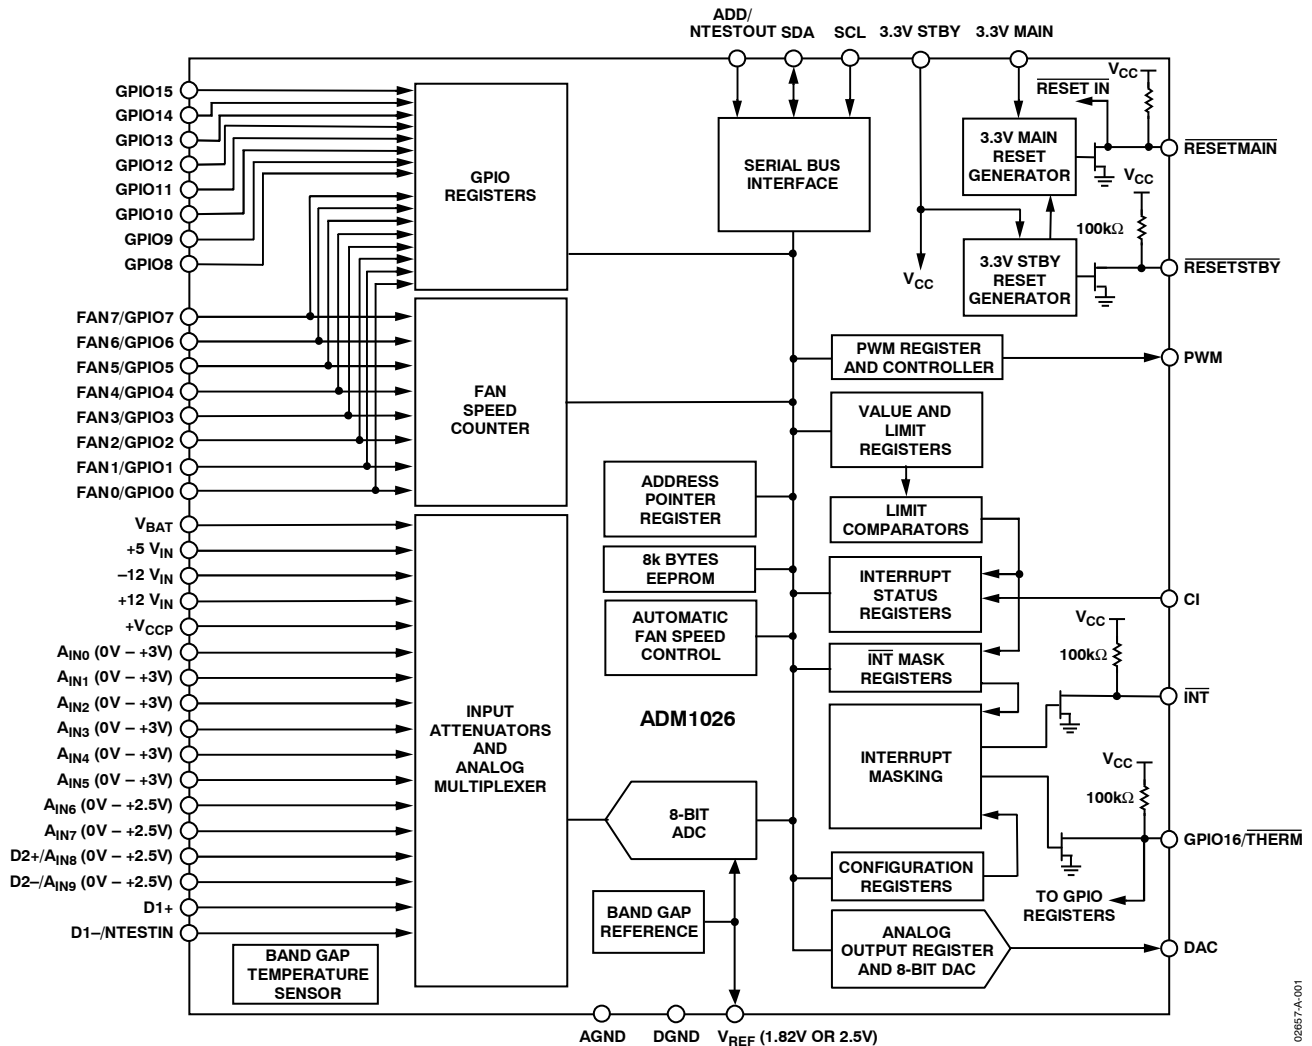 ADD/
NTESTOUT SDA SCL 3.3V STBY 3.3V MAIN
GPIO15
GPIO14
GPIO13
GPIO12
GPIO11
GPIO10
GPIO9
GPIO8
FAN7/GPIO7
FAN6/GPIO6
FAN5/GPIO5
FAN4/GPIO4
FAN3/GPIO3
FAN2/GPIO2
FAN1/GPIO1
FAN0/GPIO0
VBAT
+5 VIN
–12 VIN
+12 VIN
+VCCP
AIN0 (0V – +3V)
AIN1 (0V – +3V)
AIN2 (0V – +3V)
AIN3 (0V – +3V)
AIN4 (0V – +3V)
AIN5 (0V – +3V)
AIN6 (0V – +2.5V)
AIN7 (0V – +2.5V)
D2+/AIN8 (0V – +2.5V)
D2–/AIN9 (0V – +2.5V)
D1+
D1–/NTESTIN
GPIO
REGISTERS
FAN
SPEED
COUNTER
INPUT
ATTENUATORS
AND
ANALOG
MULTIPLEXER
BAND GAP
TEMPERATURE
SENSOR
SERIAL BUS
INTERFACE
ADDRESS
POINTER
REGISTER
8k BYTES
EEPROM
AUTOMATIC
FAN SPEED
CONTROL
ADM1026
8-BIT
ADC
BAND GAP
REFERENCE
VCC
RESET IN
3.3V MAIN
RESET
GENERATOR
RESETMAIN
VCC
100kΩ
3.3V STBY
RESET
GENERATOR
VCC
RESETSTBY
PWM REGISTER
AND CONTROLLER
PWM
VALUE AND
LIMIT
REGISTERS
LIMIT
COMPARATORS
INTERRUPT
STATUS
REGISTERS
CI
VCC
100kΩ
INT MASK
REGISTERS
INT
INTERRUPT
MASKING
VCC
100kΩ
GPIO16/THERM
CONFIGURATION
REGISTERS
TO GPIO
REGISTERS
ANALOG
OUTPUT REGISTER
AND 8-BIT DAC
DAC
AGND DGND VREF (1.82V OR 2.5V)
02657-A-001